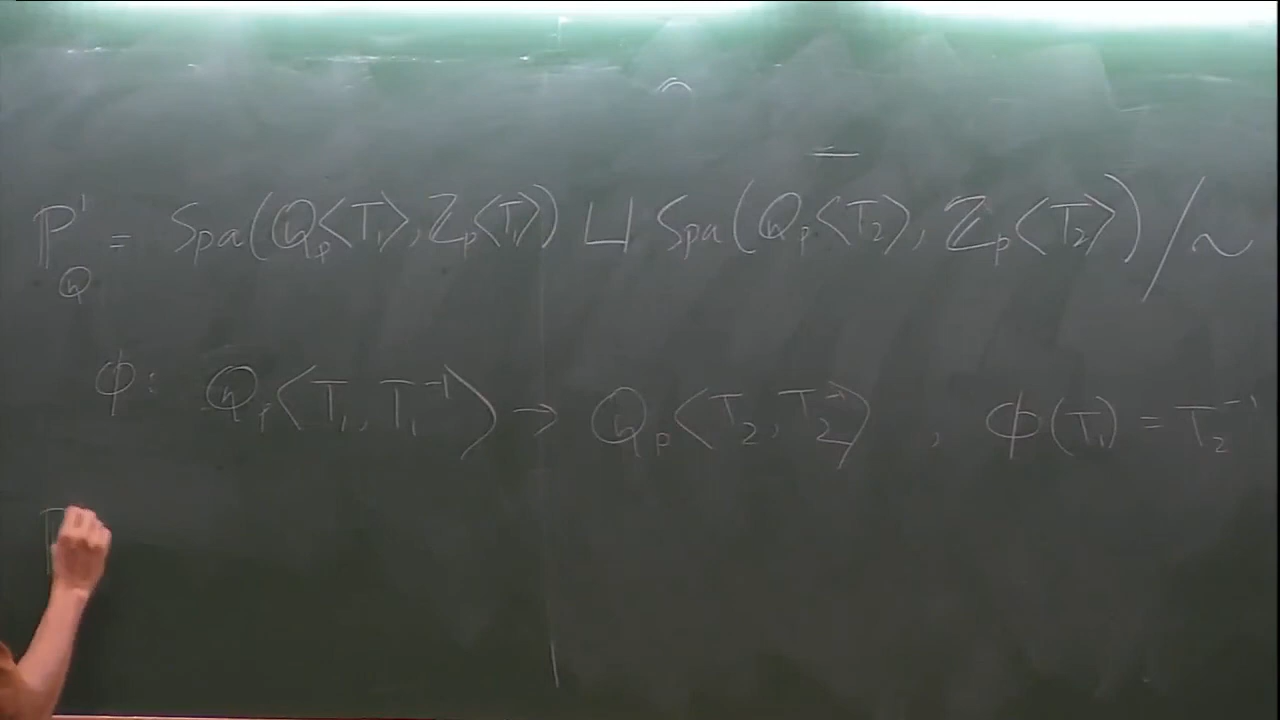 ℙ¹_ℚ = Spa(ℚ_p<T₁>, ℤ_p<T₁>) ⊔ Spa(ℚ_p<T₂>, ℤ_p<T₂>) / ~
φ: ℚ_p<T₁, T₁⁻¹> → ℚ_p<T₂, T₂⁻¹> , φ(T₁) = T₂⁻¹